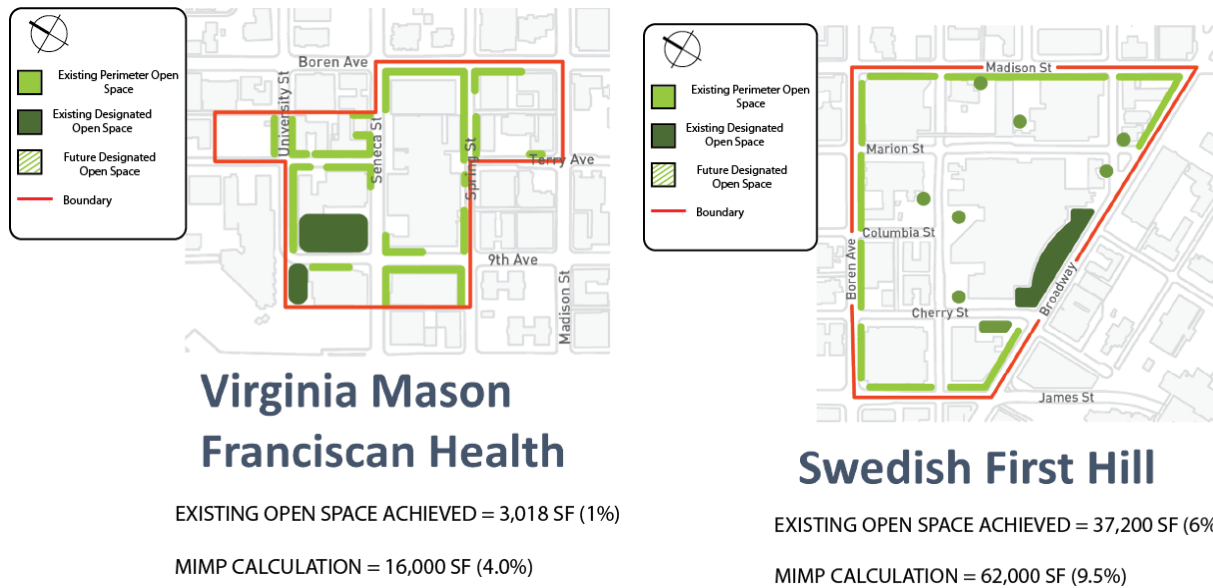 Existing Perimeter Open
Space
Existing Designated
Open Space
Future Designated
Open Space
Boundary
Boren Ave
University St
Seneca St
Spring St
Terry Ave
9th Ave
Madison St
Virginia Mason
Franciscan Health
EXISTING OPEN SPACE ACHIEVED = 3,018 SF (1%)
MIMP CALCULATION = 16,000 SF (4.0%)
Existing Perimeter Open
Space
Existing Designated
Open Space
Future Designated
Open Space
Boundary
Madison St
Marion St
Columbia St
Boren Ave
Broadway
Cherry St
James St
Swedish First Hill
EXISTING OPEN SPACE ACHIEVED = 37,200 SF (6%
MIMP CALCULATION = 62,000 SF (9.5%)